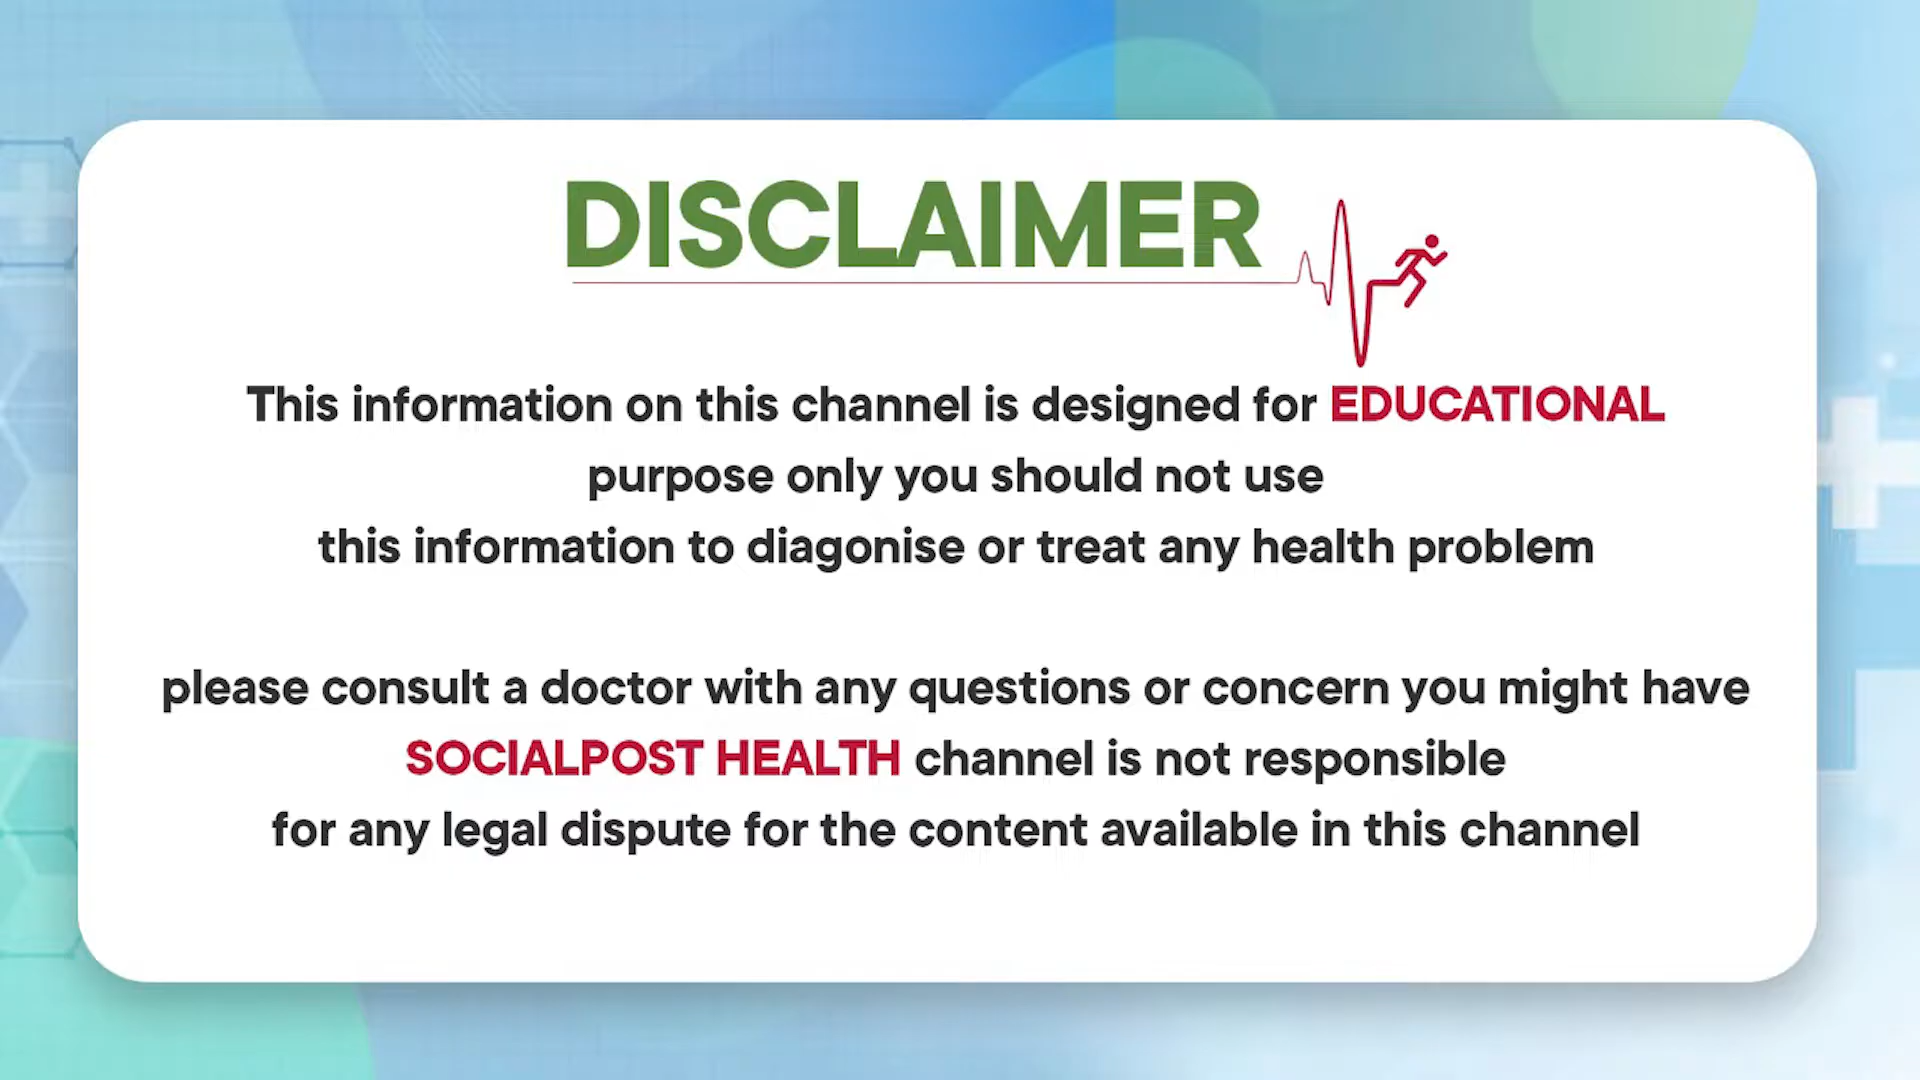 DISCLAIMER
This information on this channel is designed for EDUCATIONAL
purpose only you should not use
this information to diagonise or treat any health problem
please consult a doctor with any questions or concern you might have
SOCIALPOST HEALTH channel is not responsible
for any legal dispute for the content available in this channel